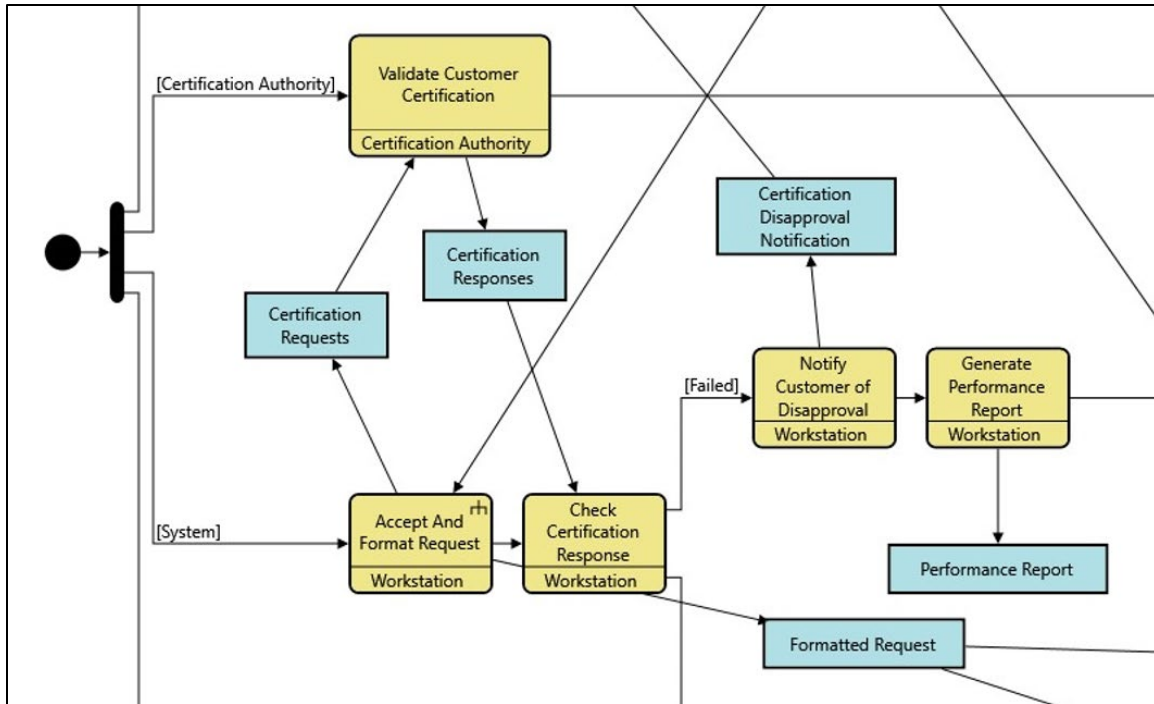 Validate Customer
Certification
Certification Authority
[Certification Authority]
Certification
Disapproval
Notification
Certification
Responses
Certification
Requests
Notify
Customer of
Disapproval
Workstation
Generate
Performance
Report
Workstation
[Failed]
Accept And
Format Request
Workstation
Check
Certification
Response
Workstation
[System]
Performance Report
Formatted Request